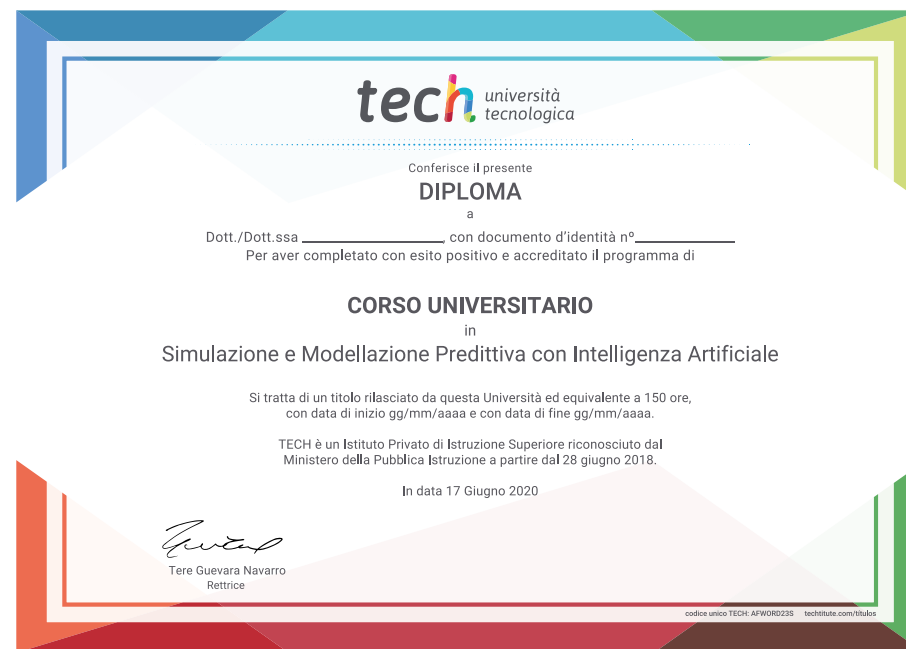 tech università
tecnologica
Conferisce il presente
DIPLOMA
a
Dott./Dott.ssa ____________, con documento d'identità nº____________
Per aver completato con esito positivo e accreditato il programma di
CORSO UNIVERSITARIO
in
Simulazione e Modellazione Predittiva con Intelligenza Artificiale
Si tratta di un titolo rilasciato da questa Università ed equivalente a 150 ore,
con data di inizio gg/mm/aaaa e con data di fine gg/mm/aaaa.
TECH è un Istituto Privato di Istruzione Superiore riconosciuto dal
Ministero della Pubblica Istruzione a partire dal 28 giugno 2018.
In data 17 Giugno 2020
Tere Guevara Navarro
Rettrice
codice unico TECH: AFWORD23S techtitute.com/titulos